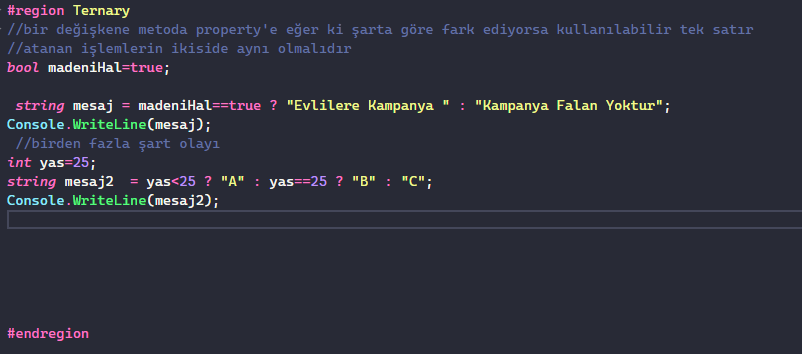 #region Ternary
//bir değişkene metoda property'e eğer ki şarta göre fark ediyorsa kullanılabilir tek satır
//atanan işlemlerin ikiside aynı olmalıdır
bool madeniHal=true;
string mesaj = madeniHal==true ? "Evlilere Kampanya " : "Kampanya Falan Yoktur";
Console.WriteLine(mesaj);
//birden fazla şart olayı
int yas=25;
string mesaj2  = yas<25 ? "A" : yas==25 ? "B" : "C";
Console.WriteLine(mesaj2);
#endregion